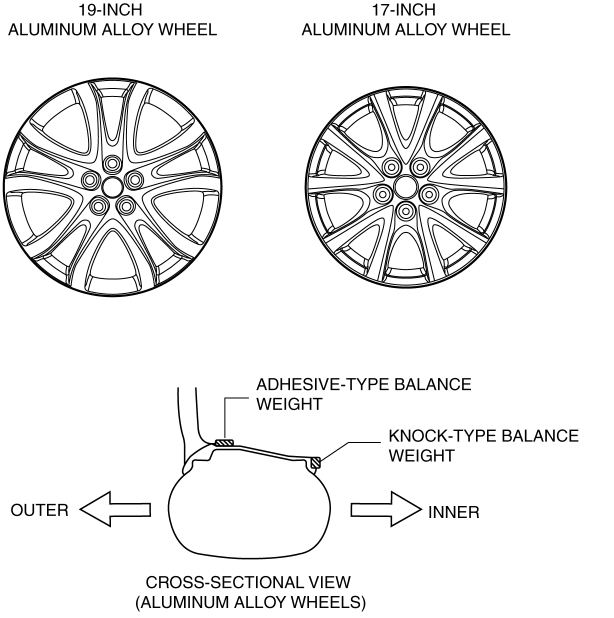 19-INCH
ALUMINUM ALLOY WHEEL
17-INCH
ALUMINUM ALLOY WHEEL
ADHESIVE-TYPE BALANCE
WEIGHT
KNOCK-TYPE BALANCE
WEIGHT
OUTER
INNER
CROSS-SECTIONAL VIEW
(ALUMINUM ALLOY WHEELS)